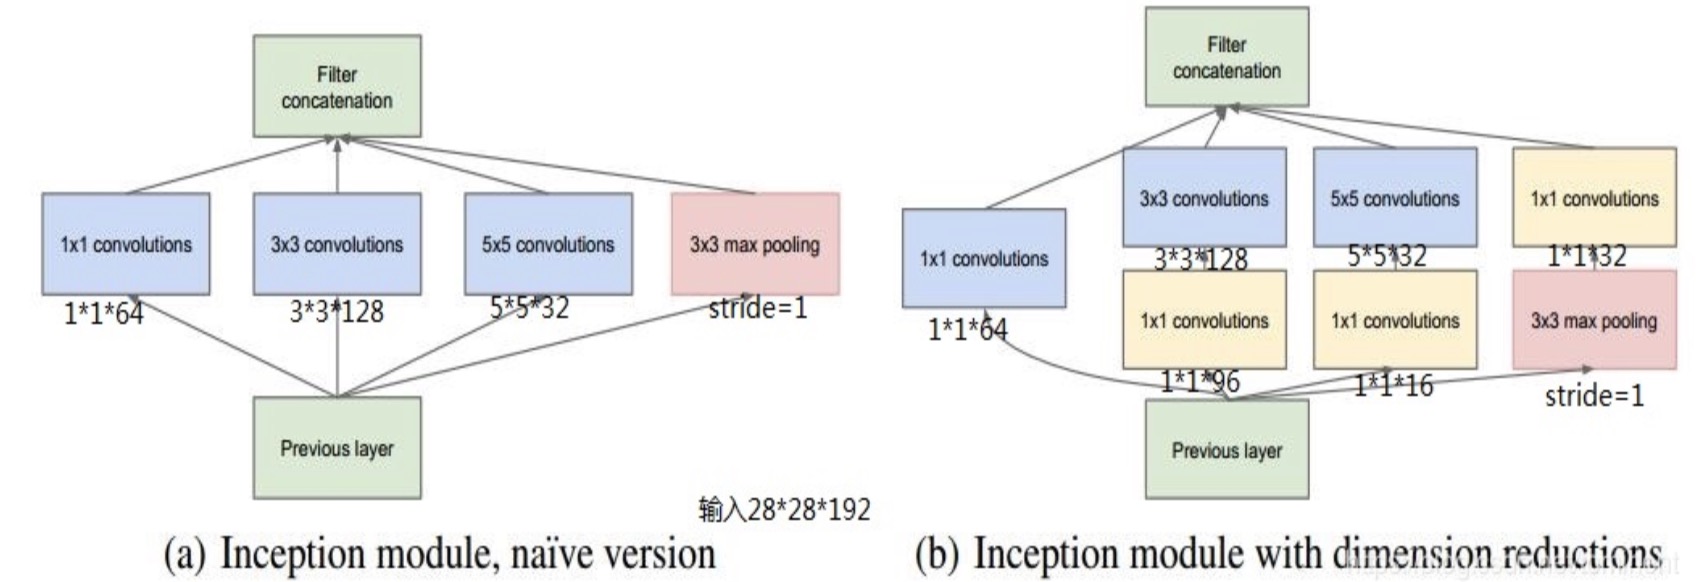 Filter
concatenation
1x1 convolutions
3x3 convolutions
5x5 convolutions
3x3 max pooling
1*1*64
3*3*128
5*5*32
stride=1
Previous layer
输入28*28*192
(a) Inception module, naïve version
Filter
concatenation
3x3 convolutions
5x5 convolutions
1x1 convolutions
1x1 convolutions
3*3*128
5*5*32
1*1*32
1x1 convolutions
1x1 convolutions
3x3 max pooling
1*1*64
1*1*96
1*1*16
stride=1
Previous layer
(b) Inception module with dimension reductions